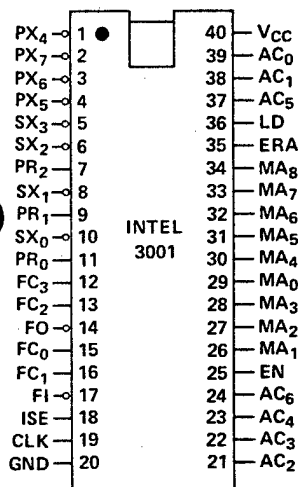 PX4 1 40 VCC
PX7 2 39 AC0
PX6 3 38 AC1
PX5 4 37 AC5
SX3 5 36 LD
SX2 6 35 ERA
PR2 7 34 MA8
SX1 8 33 MA7
PR1 9 32 MA6
SX0 10 INTEL 31 MA5
PR0 11 3001 30 MA4
FC3 12 29 MA0
FC2 13 28 MA3
FO 14 27 MA2
FC0 15 26 MA1
FC1 16 25 EN
FI 17 24 AC6
ISE 18 23 AC4
CLK 19 22 AC3
GND 20 21 AC2